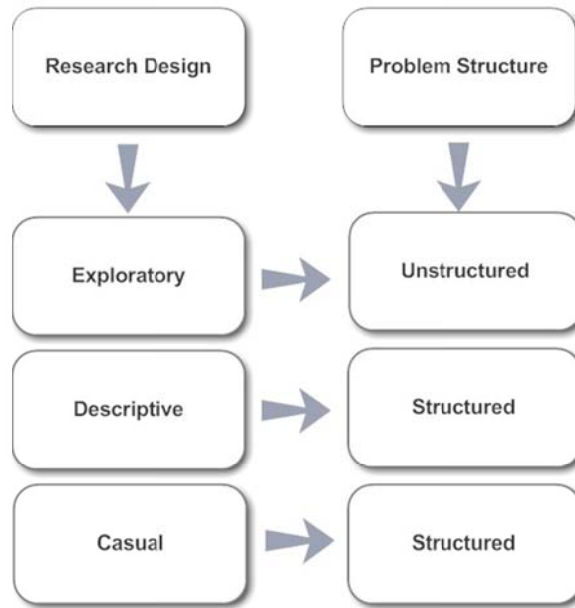 Research Design
Problem Structure
Exploratory
Unstructured
Descriptive
Structured
Casual
Structured